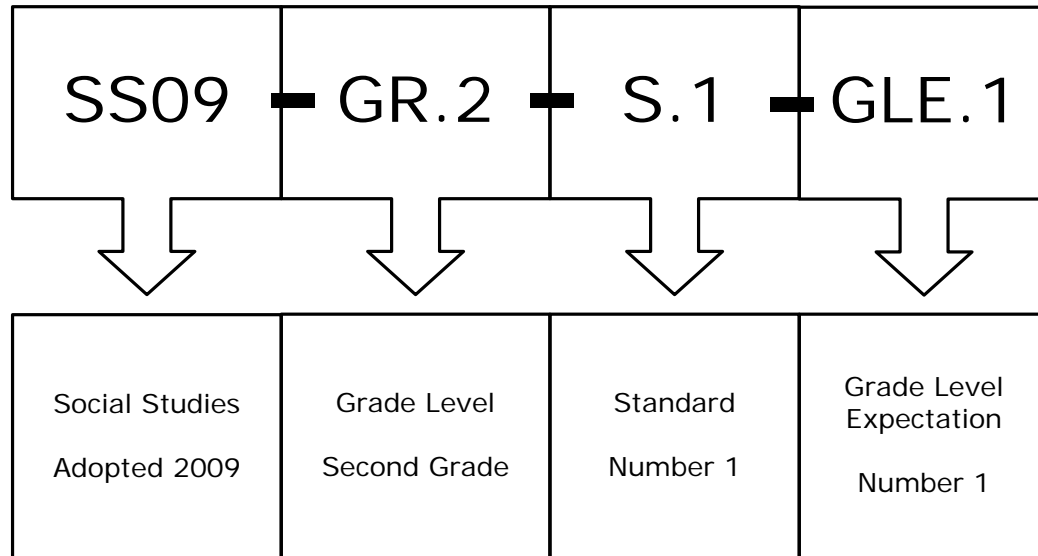 SS09 - GR.2 - S.1 - GLE.1
Social Studies
Adopted 2009
Grade Level
Second Grade
Standard
Number 1
Grade Level
Expectation
Number 1